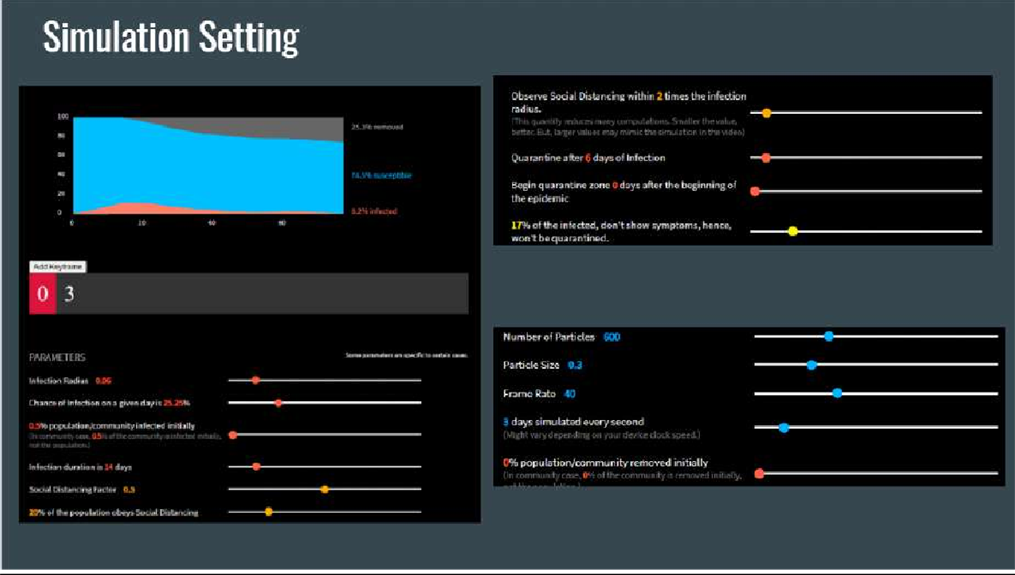 Simulation Setting
100
80
60
40
20
0
0
20
40
60
removed
susceptible
0.2% infected
Add Keyframe
0 3
PARAMETERS
Some parameters are specific to certain cases.
Infection Radius 0.06
Chance of infection on a given day is 25.25%
0.5% population/community infected initially
(In community case, 0.5% of the community is infected initially,
not the population.)
Infection duration is 14 days
Social Distancing Factor 0.5
20% of the population obeys Social Distancing
Observe Social Distancing within 2 times the infection
radius.
(This quantity reduces many computations. Smaller the value,
better. But, larger values may mimic the simulation in the video)
Quarantine after 6 days of Infection
Begin quarantine zone 0 days after the beginning of
the epidemic
17% of the infected, don't show symptoms, hence,
won't be quarantined.
Number of Particles 600
Particle Size 0.3
Frame Rate 40
3 days simulated every second
(Might vary depending on your device clock speed.)
0% population/community removed initially
(In community case, 0% of the community is removed initially,